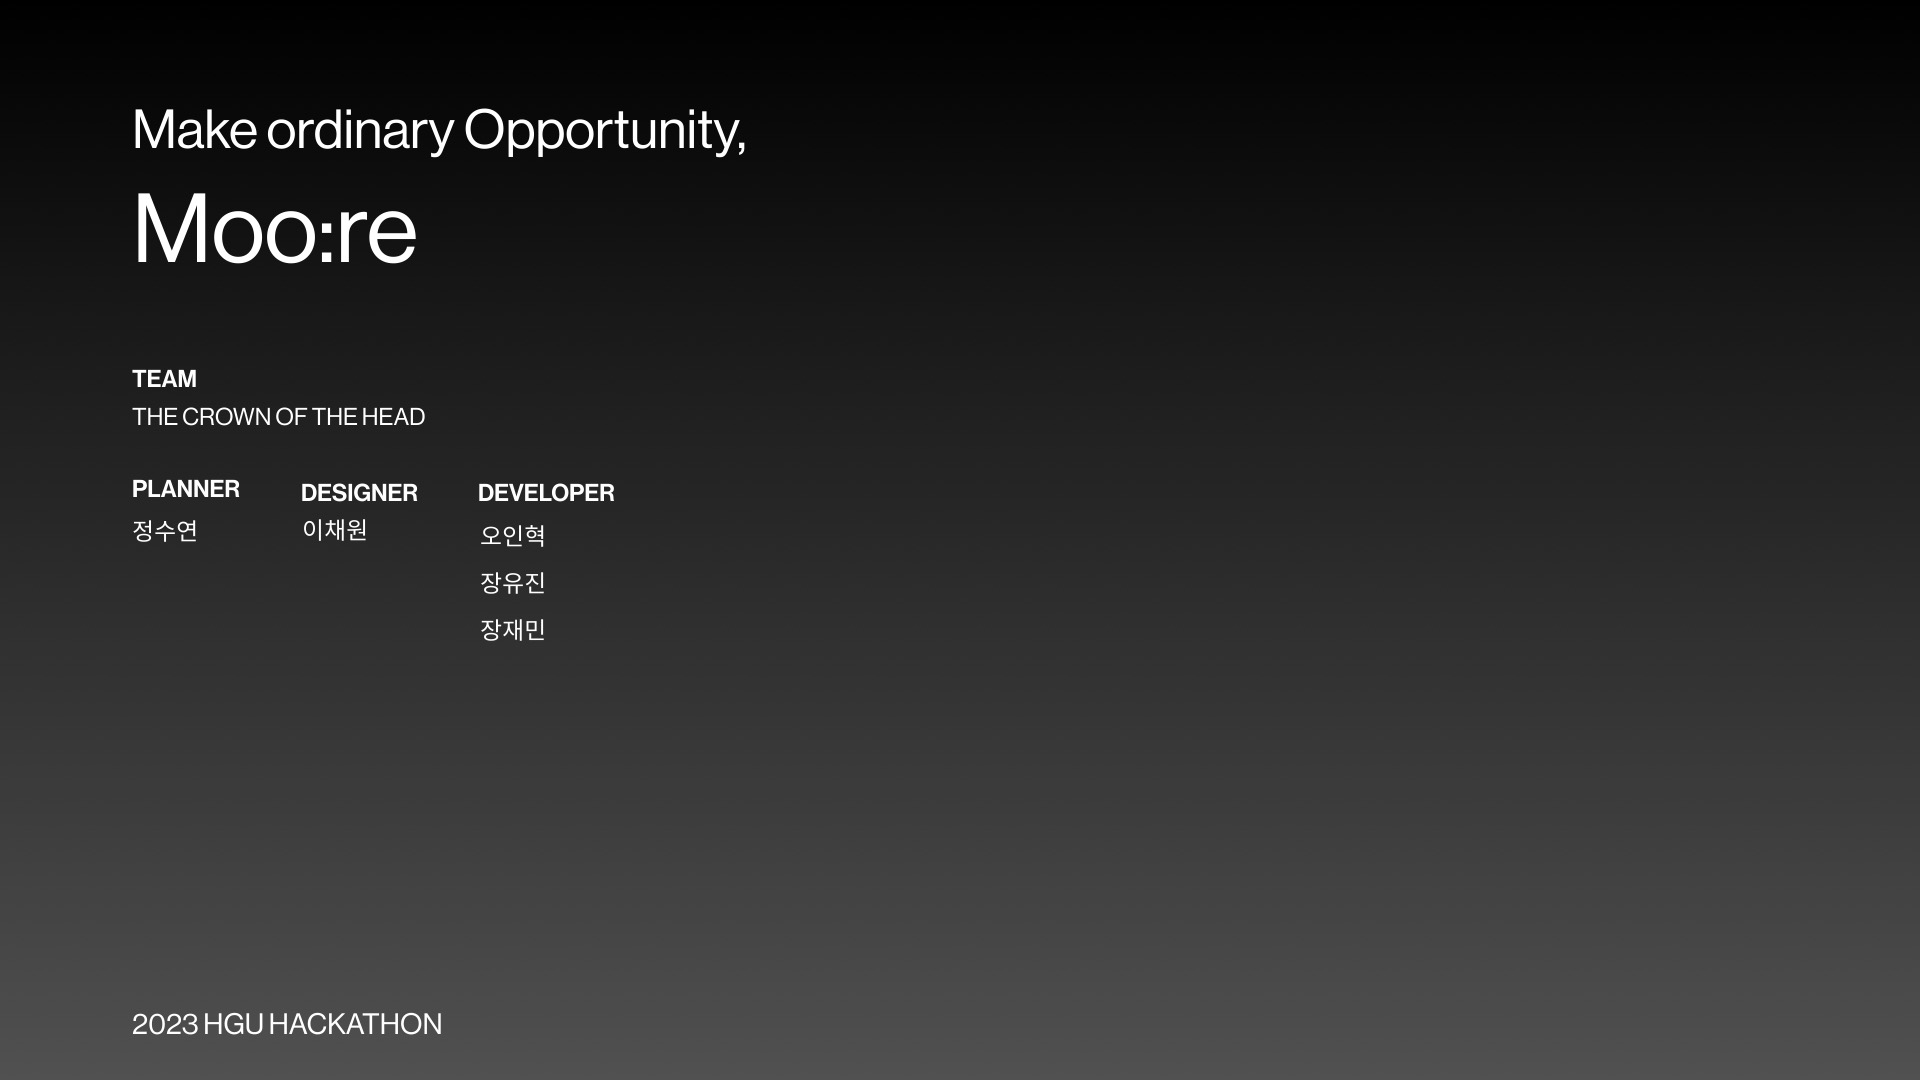 Make ordinary Opportunity,
Moo:re
TEAM
THE CROWN OF THE HEAD
PLANNER
정수연
DESIGNER
이채원
DEVELOPER
오인혁
장유진
장재민
2023 HGU HACKATHON